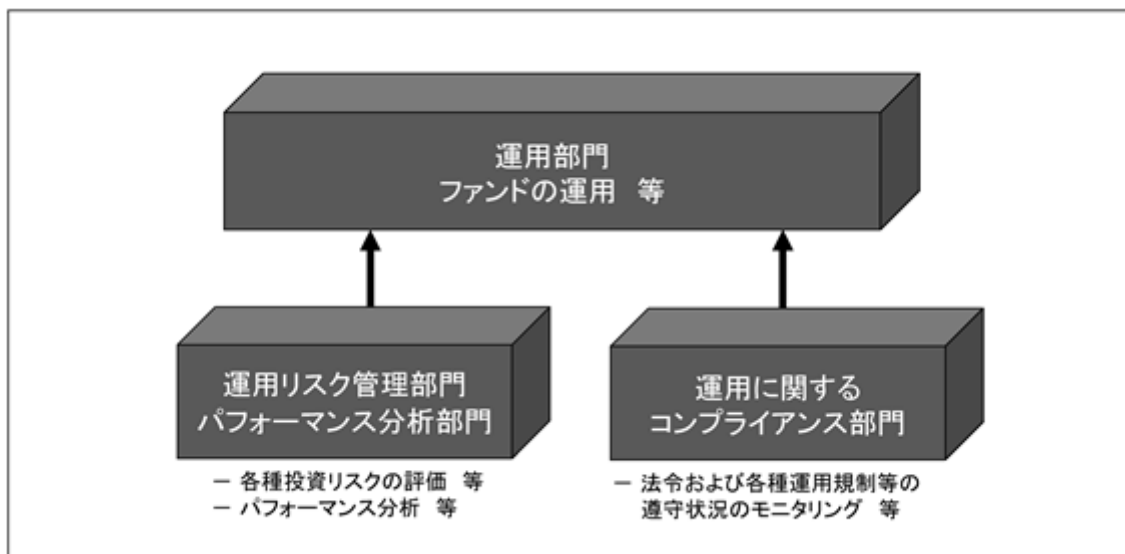 運用部門
ファンドの運用　等
運用リスク管理部門
パフォーマンス分析部門
－ 各種投資リスクの評価　等
－ パフォーマンス分析　等
運用に関する
コンプライアンス部門
－ 法令および各種運用規制等の
遵守状況のモニタリング　等